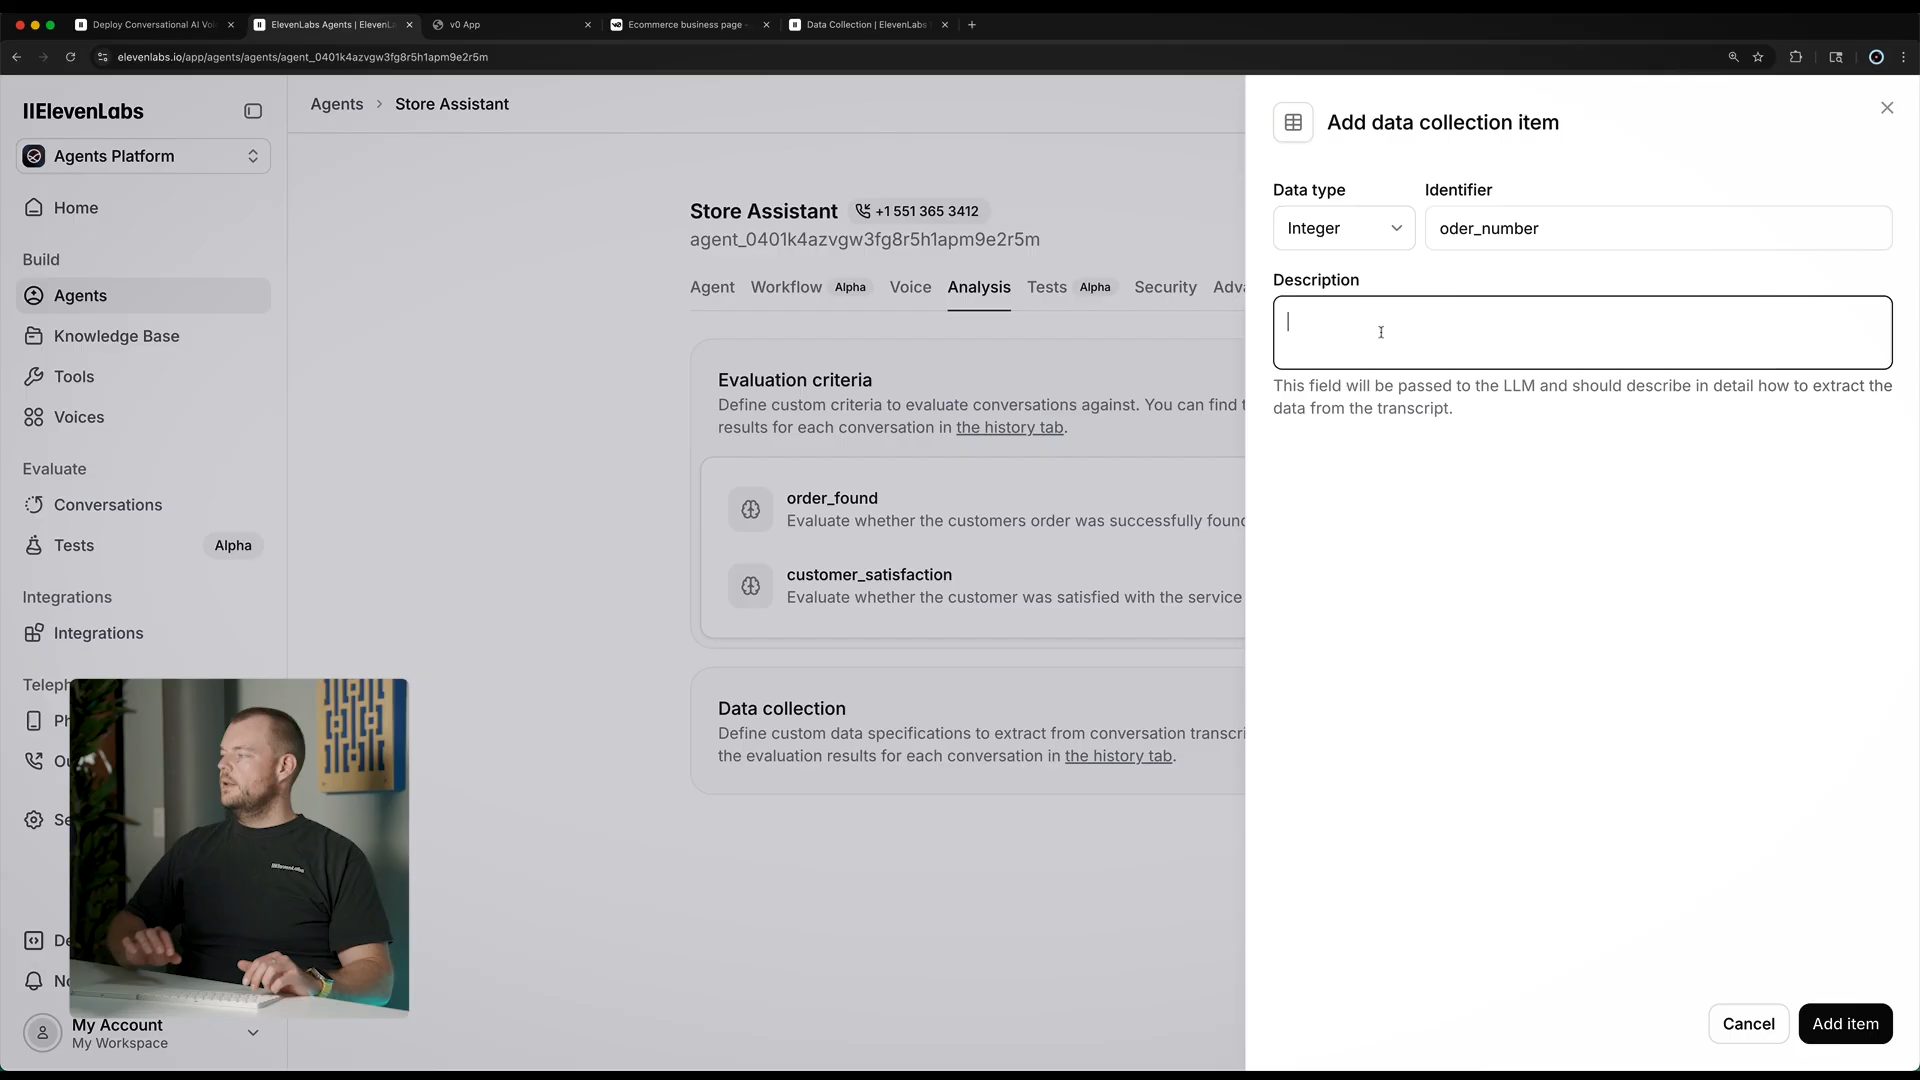 Deploy Conversational AI Voi
ElevenLabs Agents | ElevenLa
v0 App
Ecommerce business page -
Data Collection | ElevenLabs
elevenlabs.io/app/agents/agents/agent_0401k4azvgw3fg8r5h1apm9e2r5m
IIElevenLabs
Agents Platform
Home
Build
Agents
Knowledge Base
Tools
Voices
Evaluate
Conversations
Tests
Alpha
Integrations
Integrations
Teleph
My Account
My Workspace
Agents > Store Assistant
Store Assistant
+1 551 365 3412
agent_0401k4azvgw3fg8r5h1apm9e2r5m
Agent Workflow Alpha Voice Analysis Tests Alpha Security Adva
Evaluation criteria
Define custom criteria to evaluate conversations against. You can find t
results for each conversation in the history tab.
order_found
Evaluate whether the customers order was successfully found
customer_satisfaction
Evaluate whether the customer was satisfied with the service
Data collection
Define custom data specifications to extract from conversation transcri
the evaluation results for each conversation in the history tab.
Add data collection item
Data type
Identifier
Integer
oder_number
Description
This field will be passed to the LLM and should describe in detail how to extract the
data from the transcript.
Cancel
Add item
IIElevenLabs